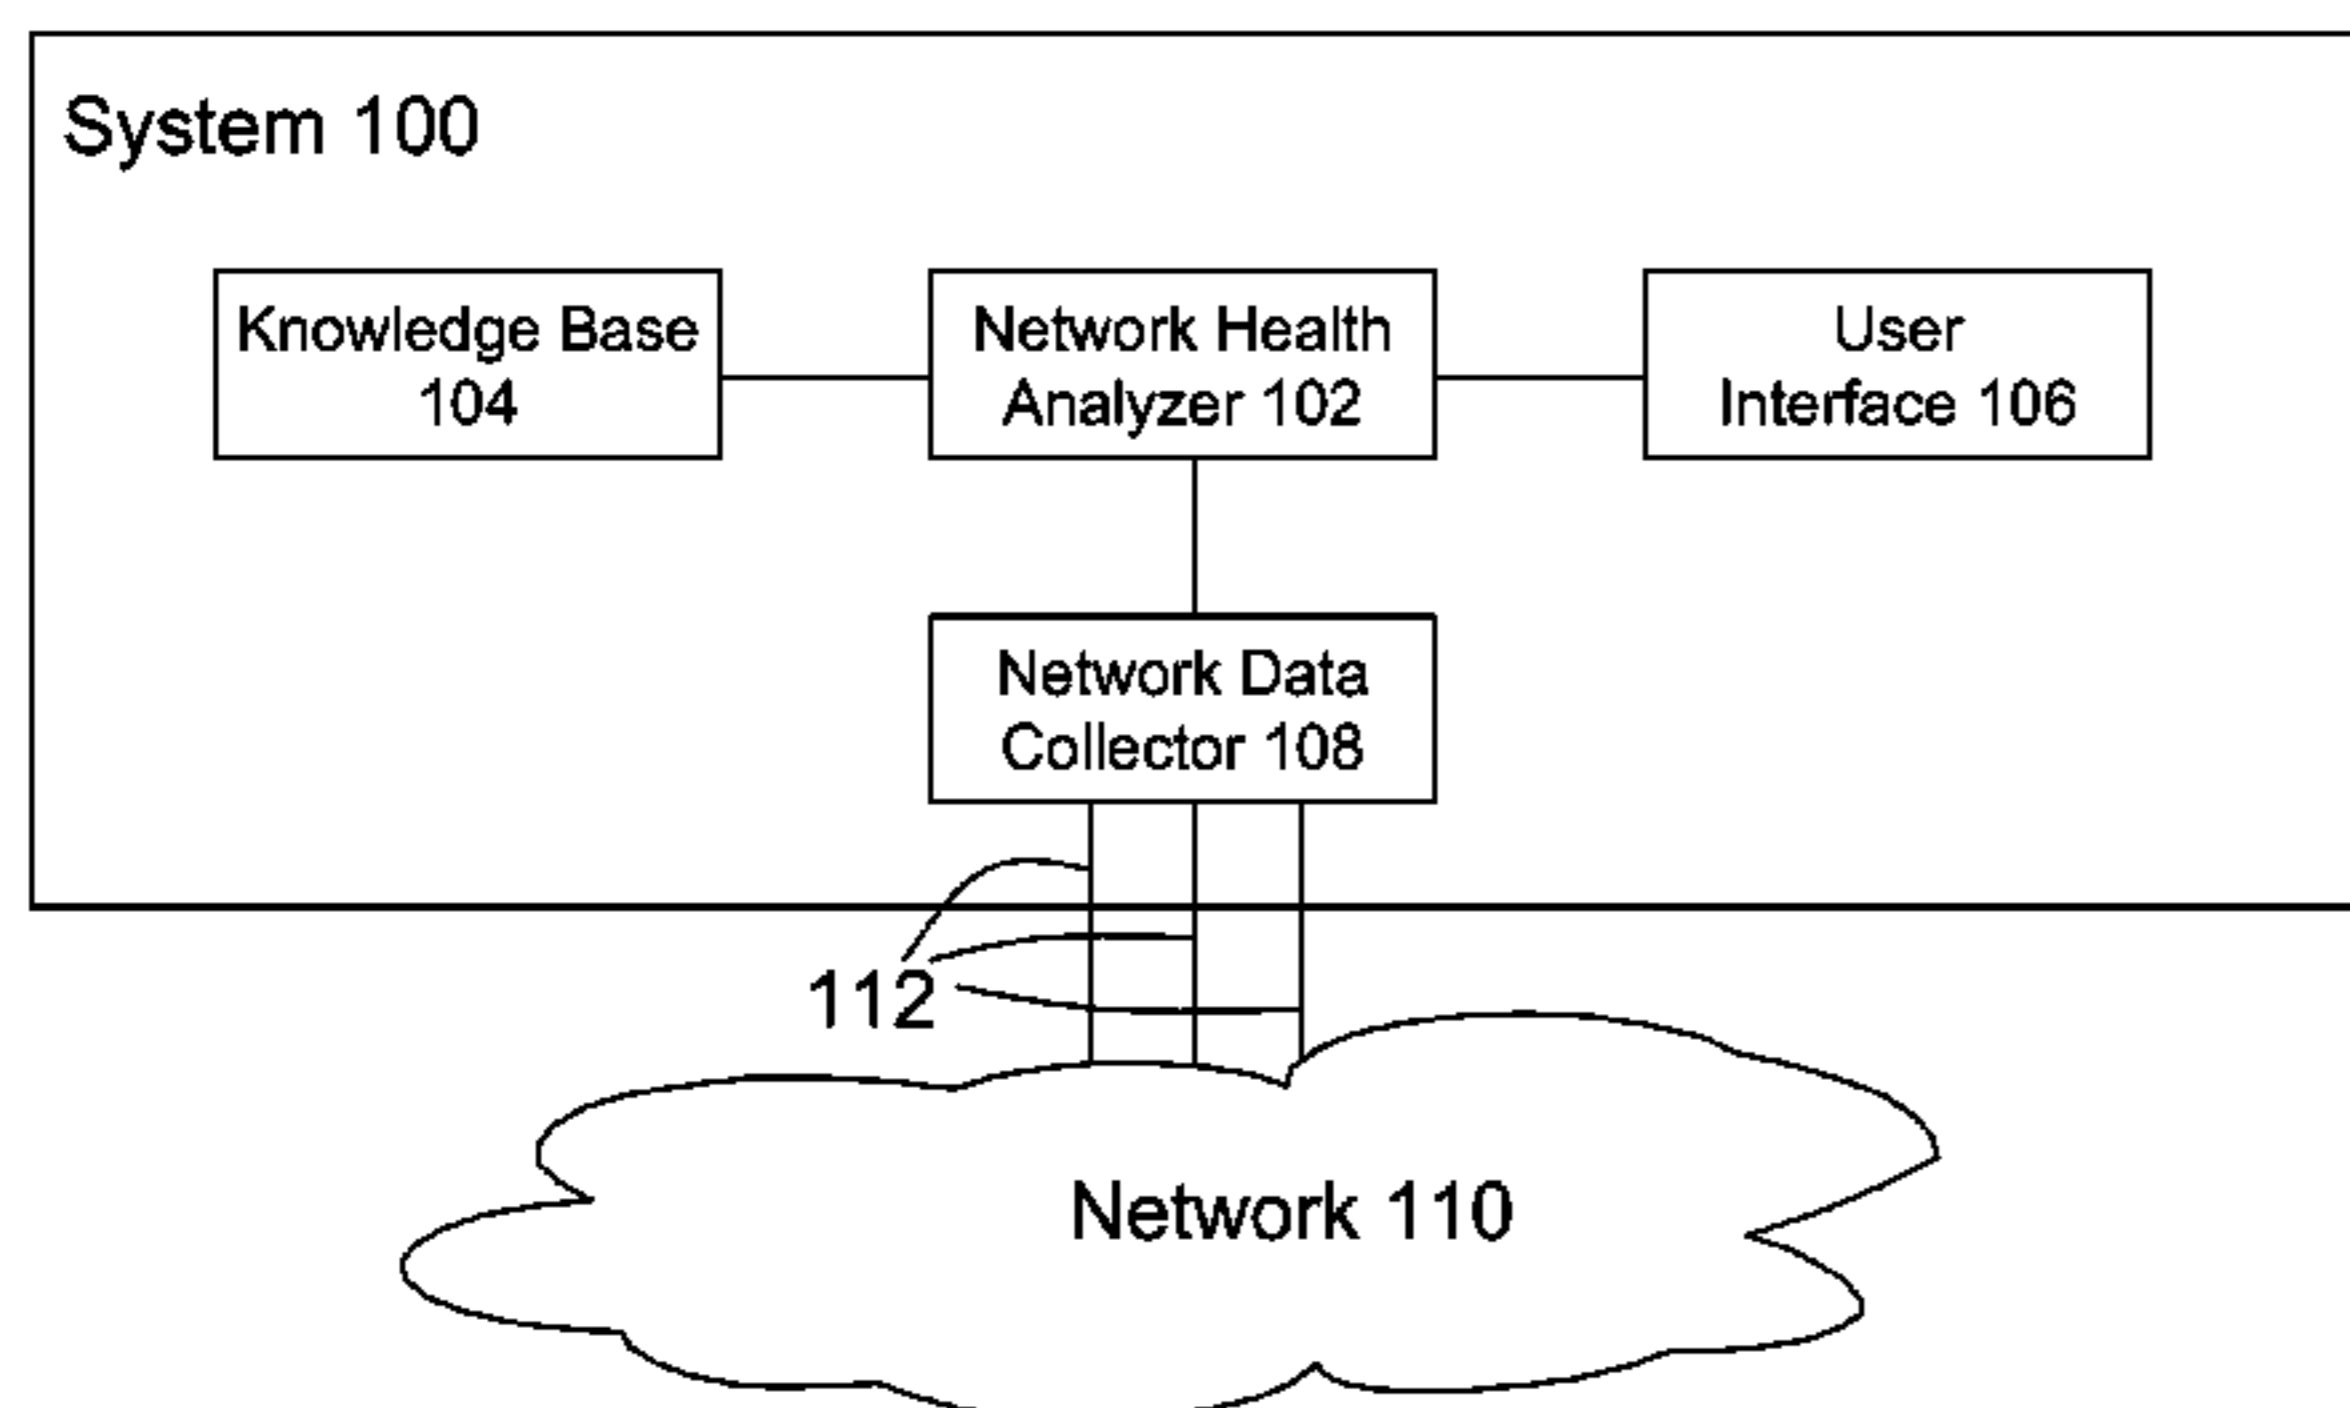 System 100
Knowledge Base
104
Network Health
Analyzer 102
User
Interface 106
Network Data
Collector 108
112
Network 110